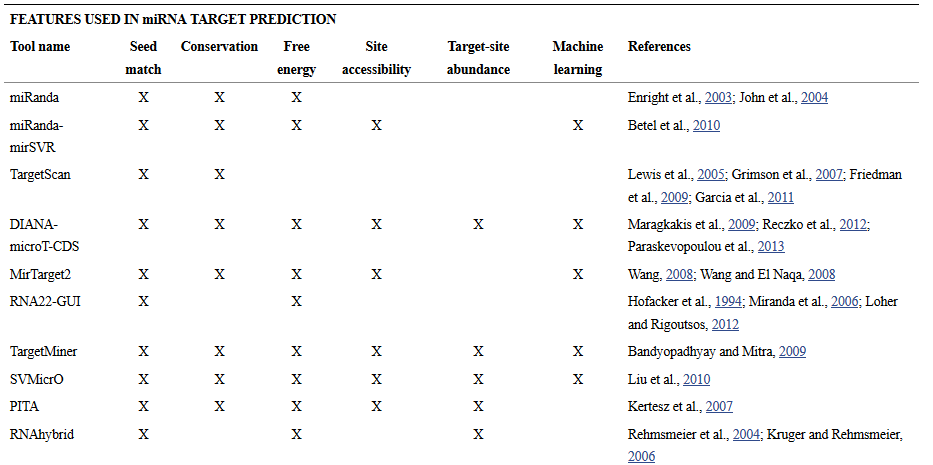 FEATURES USED IN miRNA TARGET PREDICTION
Tool name Seed match Conservation Free energy Site accessibility Target-site abundance Machine learning References
miRanda X X X Enright et al., 2003; John et al., 2004
miRanda-mirSVR X X X X X Betel et al., 2010
TargetScan X X Lewis et al., 2005; Grimson et al., 2007; Friedman et al., 2009; Garcia et al., 2011
DIANA-microT-CDS X X X X X X Maragkakis et al., 2009; Reczko et al., 2012; Paraskevopoulou et al., 2013
MirTarget2 X X X X X Wang, 2008; Wang and El Naqa, 2008
RNA22-GUI X X Hofacker et al., 1994; Miranda et al., 2006; Loher and Rigoutsos, 2012
TargetMiner X X X X X X Bandyopadhyay and Mitra, 2009
SVMicrO X X X X X X Liu et al., 2010
PITA X X X X X Kertesz et al., 2007
RNAhybrid X X X Rehmsmeier et al., 2004; Kruger and Rehmsmeier, 2006